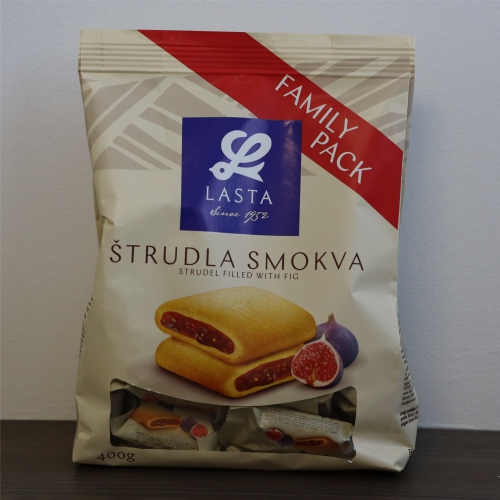 FAMILY
PACK
L
LASTA
Since 1952
ŠTRUDLA SMOKVA
STRUDEL FILLED WITH FIG
400g